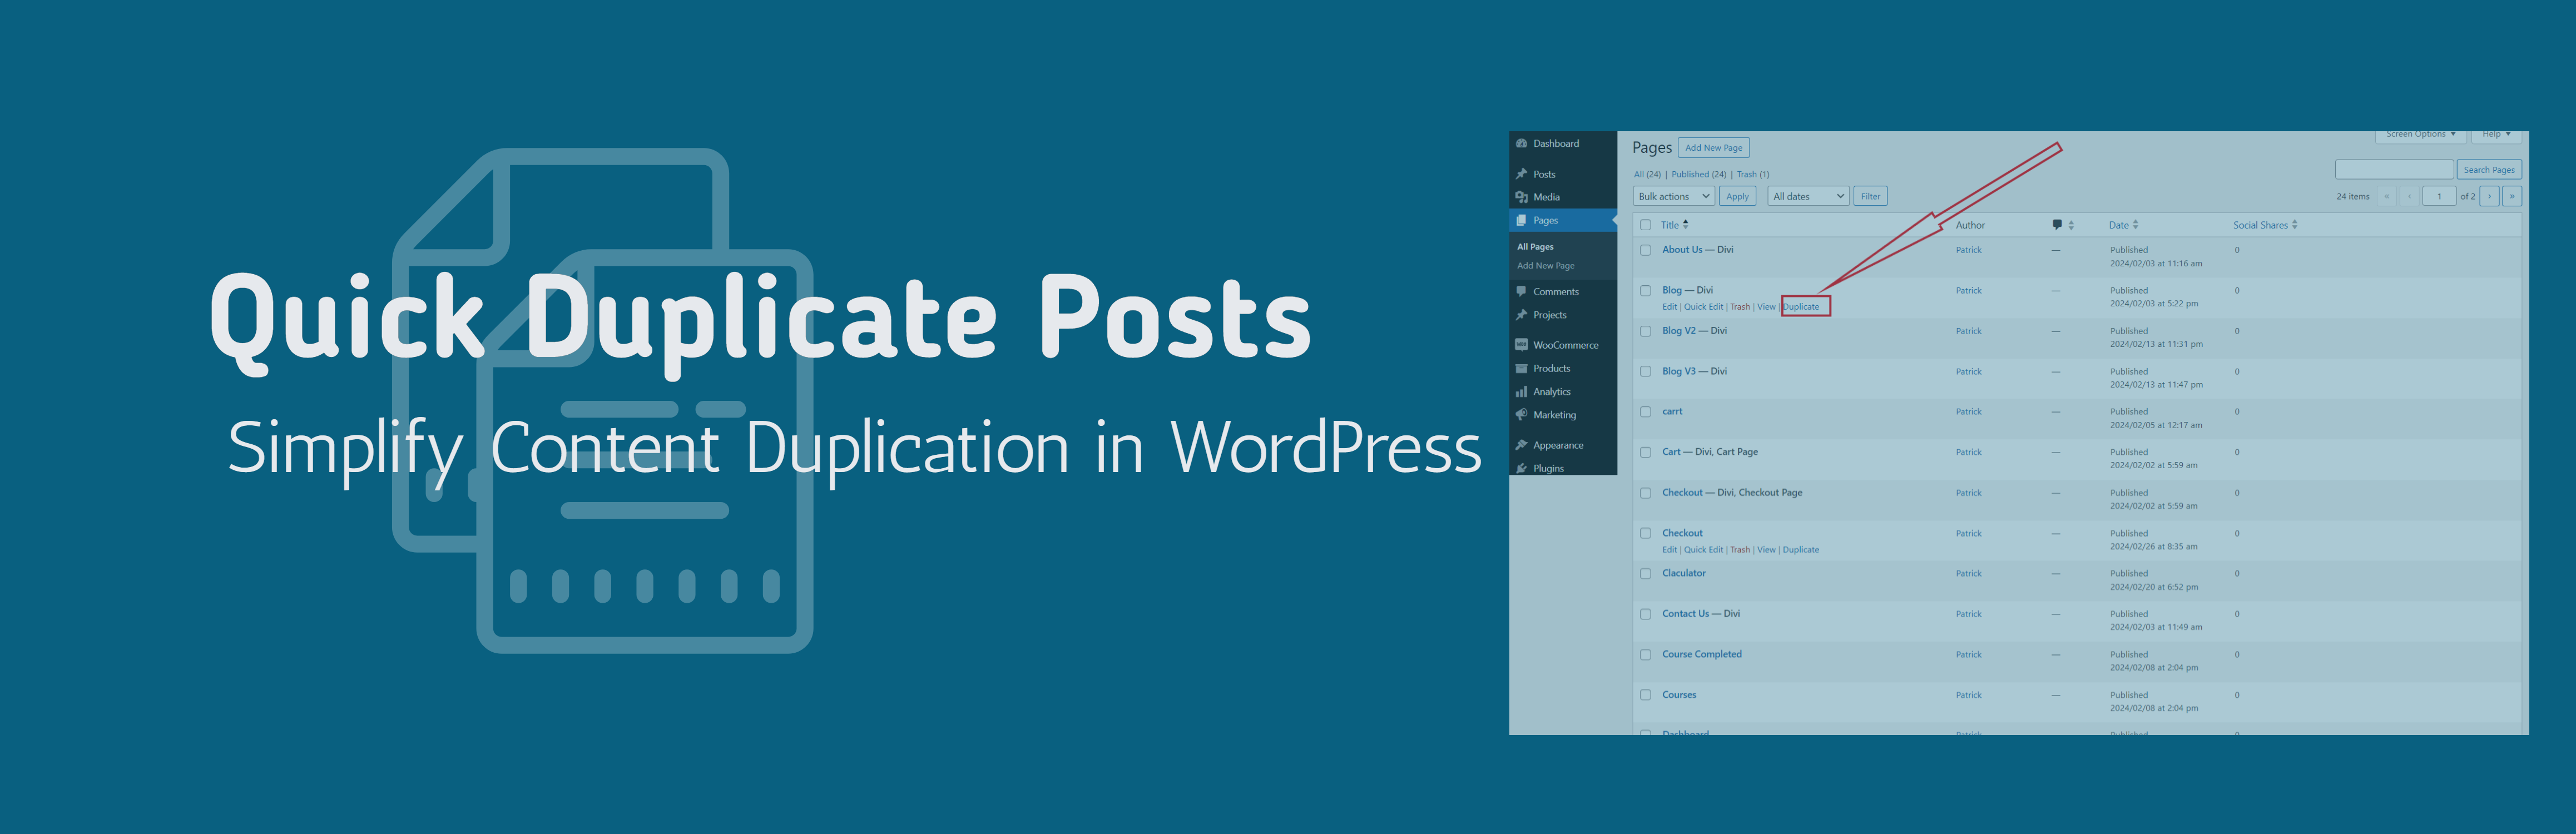 Quick Duplicate Posts
Simplify Content Duplication in WordPress
Dashboard
Posts
Media
Pages
All Pages
Add New Page
Comments
Projects
WooCommerce
Products
Analytics
Marketing
Appearance
Plugins
Screen Options Help
Pages Add New Page
All (24) | Published (24) | Trash (1)
Search Pages
Bulk actions Apply All dates Filter
24 items « ‹ 1 of 2 › »
Title Author Date Social Shares
About Us — Divi Patrick — Published 0
2024/02/03 at 11:16 am
Blog — Divi Patrick — Published 0
Edit | Quick Edit | Trash | View | Duplicate 2024/02/03 at 5:22 pm
Blog V2 — Divi Patrick — Published 0
2024/02/13 at 11:31 pm
Blog V3 — Divi Patrick — Published 0
2024/02/13 at 11:47 pm
carrt Patrick — Published 0
2024/02/05 at 12:17 am
Cart — Divi, Cart Page Patrick — Published 0
2024/02/02 at 5:59 am
Checkout — Divi, Checkout Page Patrick — Published 0
2024/02/02 at 5:59 am
Checkout Patrick — Published 0
Edit | Quick Edit | Trash | View | Duplicate 2024/02/26 at 8:35 am
Claculator Patrick — Published 0
2024/02/20 at 6:52 pm
Contact Us — Divi Patrick — Published 0
2024/02/03 at 11:49 am
Course Completed Patrick — Published 0
2024/02/08 at 2:04 pm
Courses Patrick — Published 0
2024/02/08 at 2:04 pm
Dashboard Patrick — Published 0